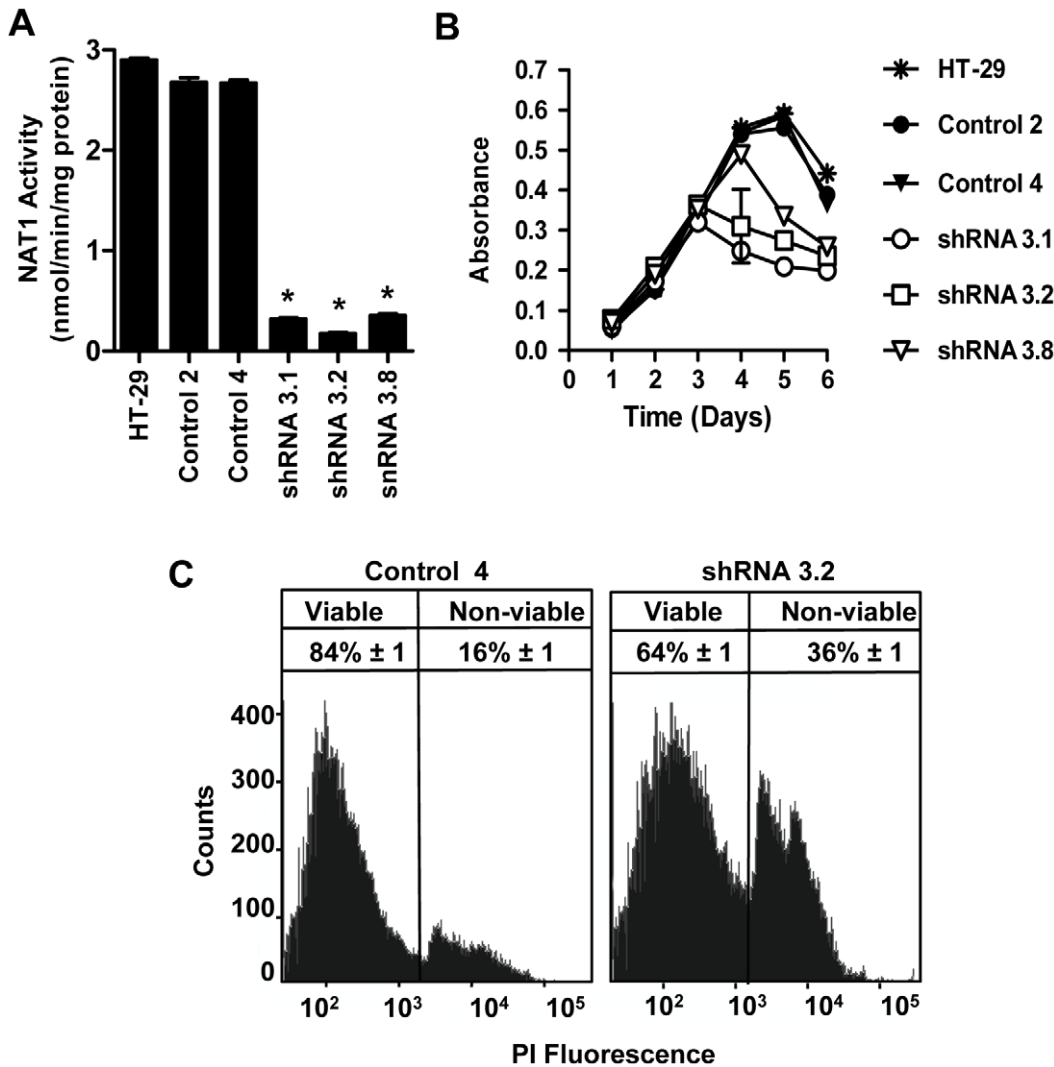 A
NAT1 Activity
(nmol/min/mg protein)
3
2
1
0
* * *
HT-29
Control 2
Control 4
shRNA 3.1
shRNA 3.2
snRNA 3.8
B
Absorbance
0.7
0.6
0.5
0.4
0.3
0.2
0.1
0.0
0 1 2 3 4 5 6
Time (Days)
HT-29
Control 2
Control 4
shRNA 3.1
shRNA 3.2
shRNA 3.8
C
Control 4
Viable Non-viable
84% ± 1 16% ± 1
shRNA 3.2
Viable Non-viable
64% ± 1 36% ± 1
Counts
400
300
200
100
0
10² 10³ 10⁴ 10⁵
10² 10³ 10⁴ 10⁵
PI Fluorescence